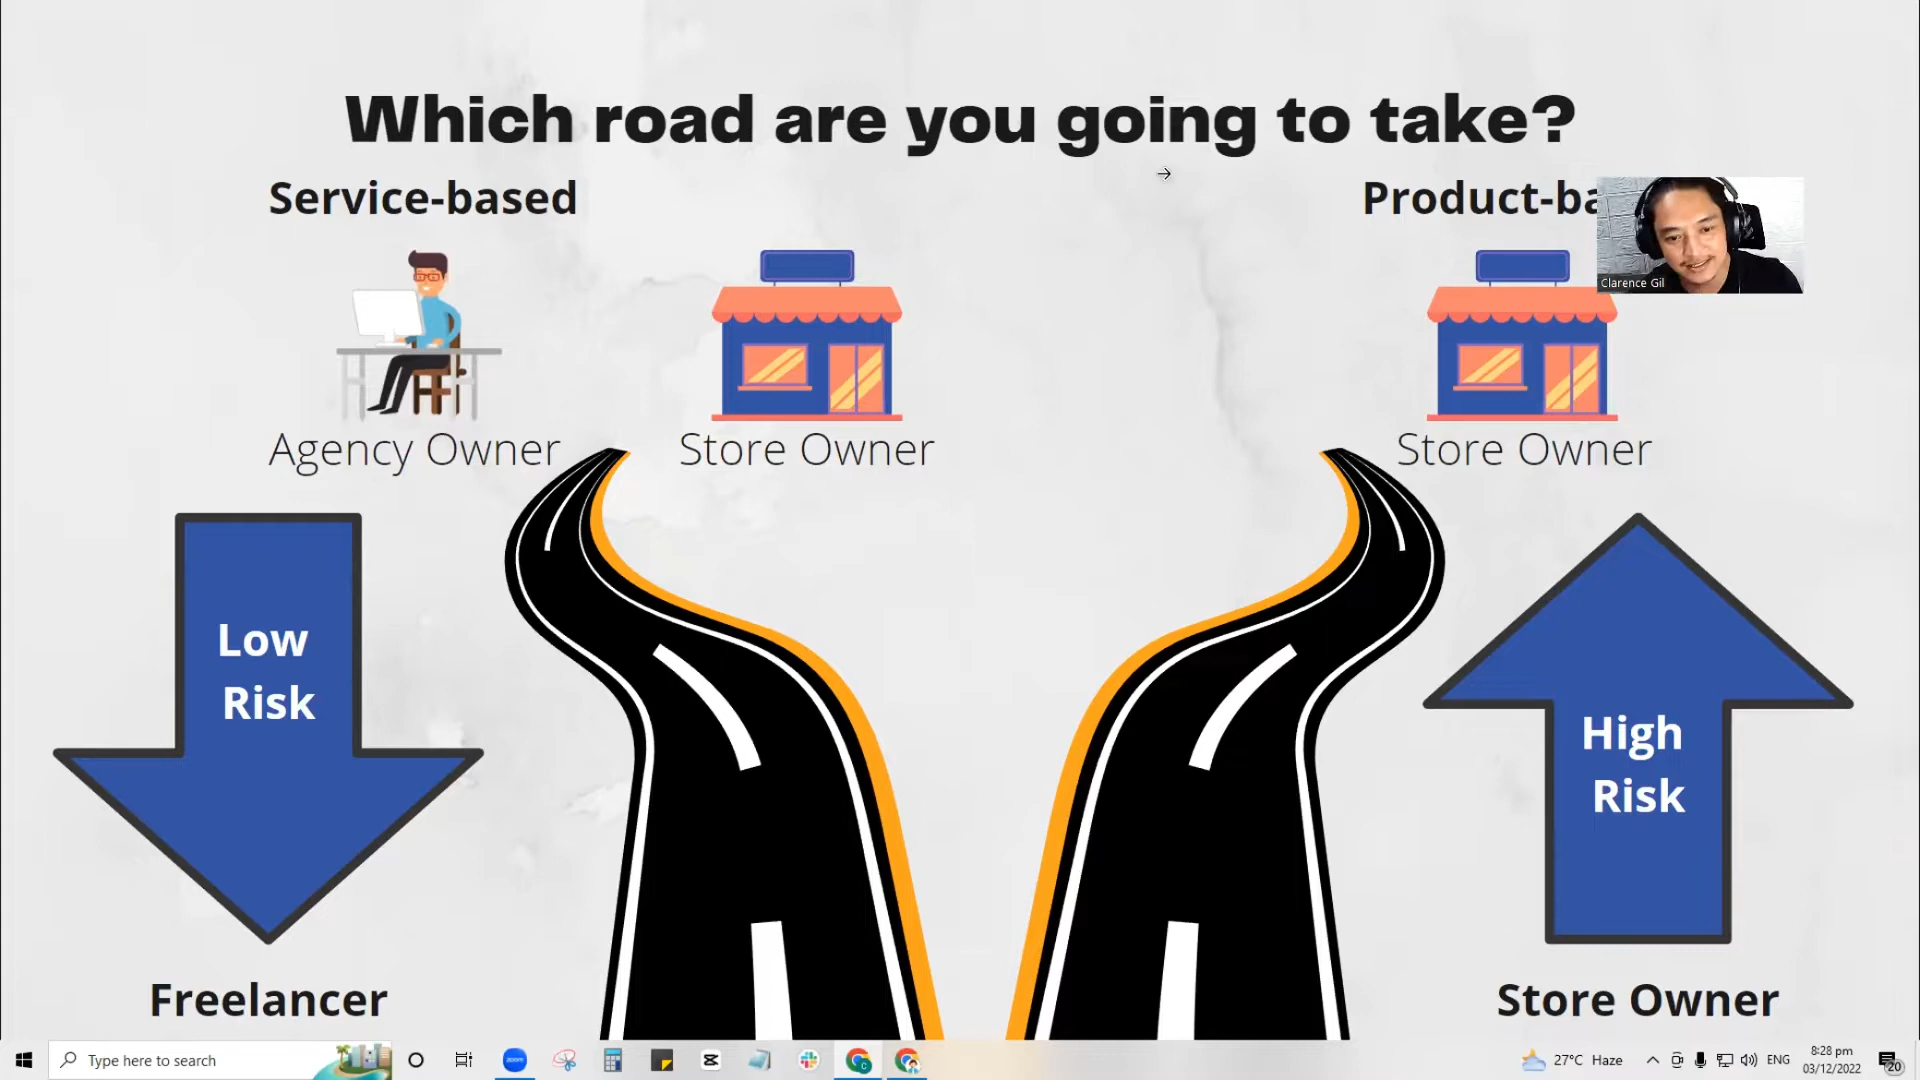 Which road are you going to take?
Service-based
Product-ba
Clarence Gil
Agency Owner
Store Owner
Store Owner
Low
Risk
High
Risk
Freelancer
Store Owner
Type here to search
zoom
27°C Haze
ENG
8:28 pm
03/12/2022
20